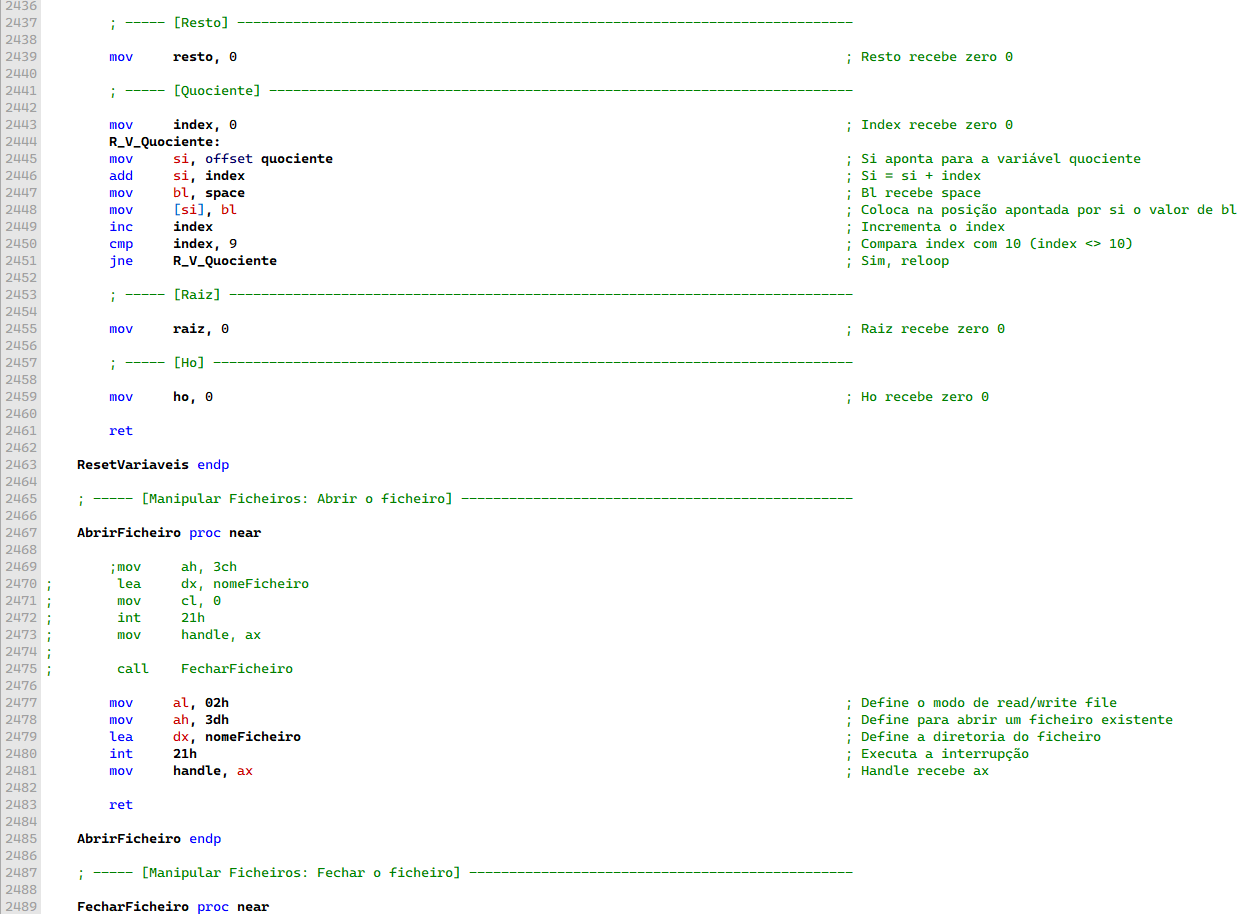 2436
2437 ; ----- [Resto] -----------------------------------------------------------------------------
2438
2439 mov resto, 0 ; Resto recebe zero 0
2440
2441 ; ----- [Quociente] -------------------------------------------------------------------------
2442
2443 mov index, 0 ; Index recebe zero 0
2444 R_V_Quociente:
2445 mov si, offset quociente ; Si aponta para a variável quociente
2446 add si, index ; Si = si + index
2447 mov bl, space ; Bl recebe space
2448 mov [si], bl ; Coloca na posição apontada por si o valor de bl
2449 inc index ; Incrementa o index
2450 cmp index, 9 ; Compara index com 10 (index <> 10)
2451 jne R_V_Quociente ; Sim, reloop
2452
2453 ; ----- [Raiz] ------------------------------------------------------------------------------
2454
2455 mov raiz, 0 ; Raiz recebe zero 0
2456
2457 ; ----- [Ho] --------------------------------------------------------------------------------
2458
2459 mov ho, 0 ; Ho recebe zero 0
2460
2461 ret
2462
2463 ResetVariaveis endp
2464
2465 ; ----- [Manipular Ficheiros: Abrir o ficheiro] -------------------------------------------------
2466
2467 AbrirFicheiro proc near
2468
2469 ;mov ah, 3ch
2470 ; lea dx, nomeFicheiro
2471 ; mov cl, 0
2472 ; int 21h
2473 ; mov handle, ax
2474 ;
2475 ; call FecharFicheiro
2476
2477 mov al, 02h ; Define o modo de read/write file
2478 mov ah, 3dh ; Define para abrir um ficheiro existente
2479 lea dx, nomeFicheiro ; Define a diretoria do ficheiro
2480 int 21h ; Executa a interrupção
2481 mov handle, ax ; Handle recebe ax
2482
2483 ret
2484
2485 AbrirFicheiro endp
2486
2487 ; ----- [Manipular Ficheiros: Fechar o ficheiro] ------------------------------------------------
2488
2489 FecharFicheiro proc near